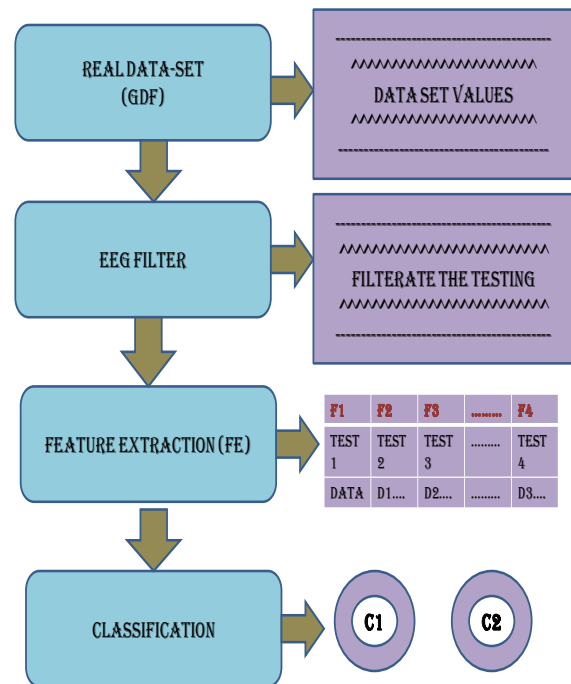 REAL DATA-SET
(GDF)
DATA SET VALUES
EEG FILTER
FILTERATE THE TESTING
FEATURE EXTRACTION (FE)
F1 F2 F3 ......... F4
TEST 1 TEST 2 TEST 3 ......... TEST 4
DATA D1.... D2.... ......... D3....
CLASSIFICATION
C1 C2